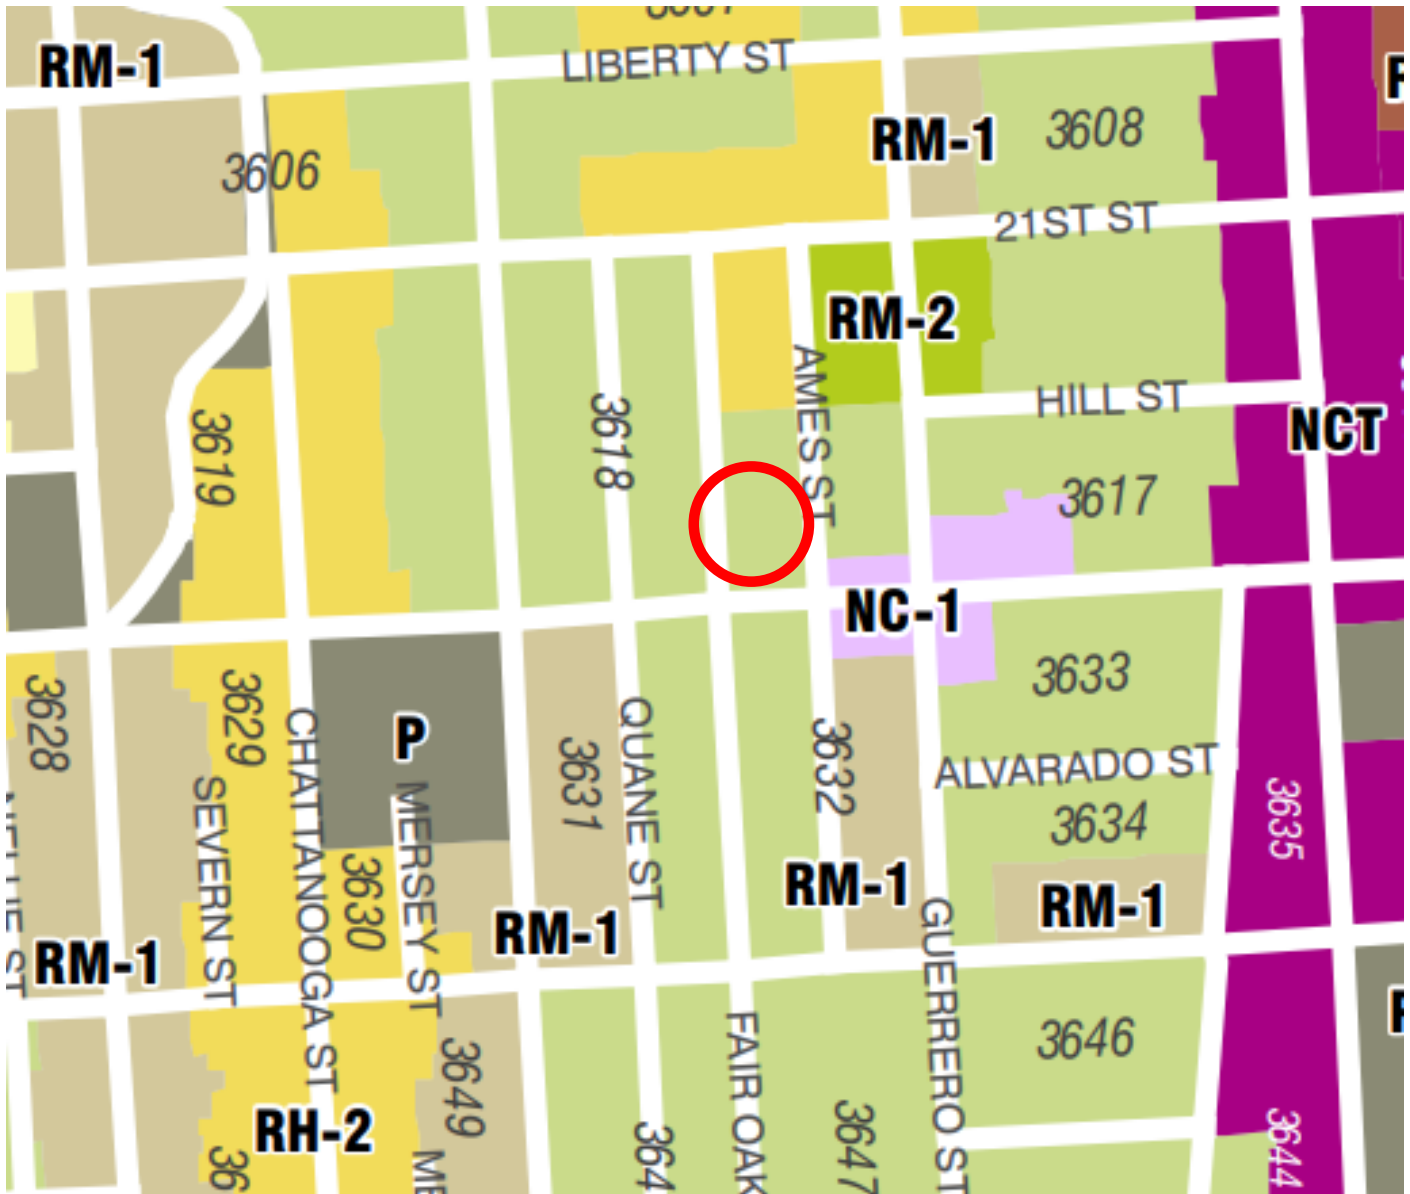 RM-1
LIBERTY ST
RM-1
3608
3606
21ST ST
RM-2
AMES ST
HILL ST
NCT
3619
3618
3617
NC-1
3628
3629
CHATTANOOGA ST
P
MERSEY ST
3631
QUANE ST
3632
3633
ALVARADO ST
SEVERN ST
3630
3634
3635
RM-1
RM-1
RM-1
RM-1
GUERRERO ST
FAIR OAK
3646
3649
RH-2
3647
3644